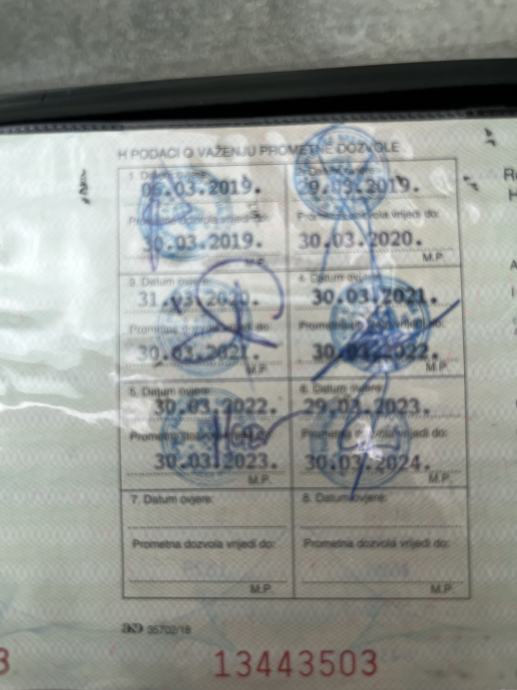 H PODACI O VAŽENJU PROMETNE DOZVOLE
1. Datum ovjere:
05.03.2019.
Prometna dozvola vrijedi do:
30.03.2019.
29.03.2019.
Prometna dozvola vrijedi do:
30.03.2020.
M.P.
3. Datum ovjere:
31.03.2020.
Prometna dozvola vrijedi do:
30.03.2021.
4. Datum ovjere:
30.03.2021.
Prometna dozvola vrijedi do:
30.03.2022.
M.P.
5. Datum ovjere:
30.03.2022.
Prometna dozvola vrijedi do:
30.03.2023.
M.P.
6. Datum ovjere:
29.03.2023.
Prometna dozvola vrijedi do:
30.03.2024.
M.P.
7. Datum ovjere:
Prometna dozvola vrijedi do:
M.P.
8. Datum ovjere:
Prometna dozvola vrijedi do:
M.P.
35702/18
3
13443503